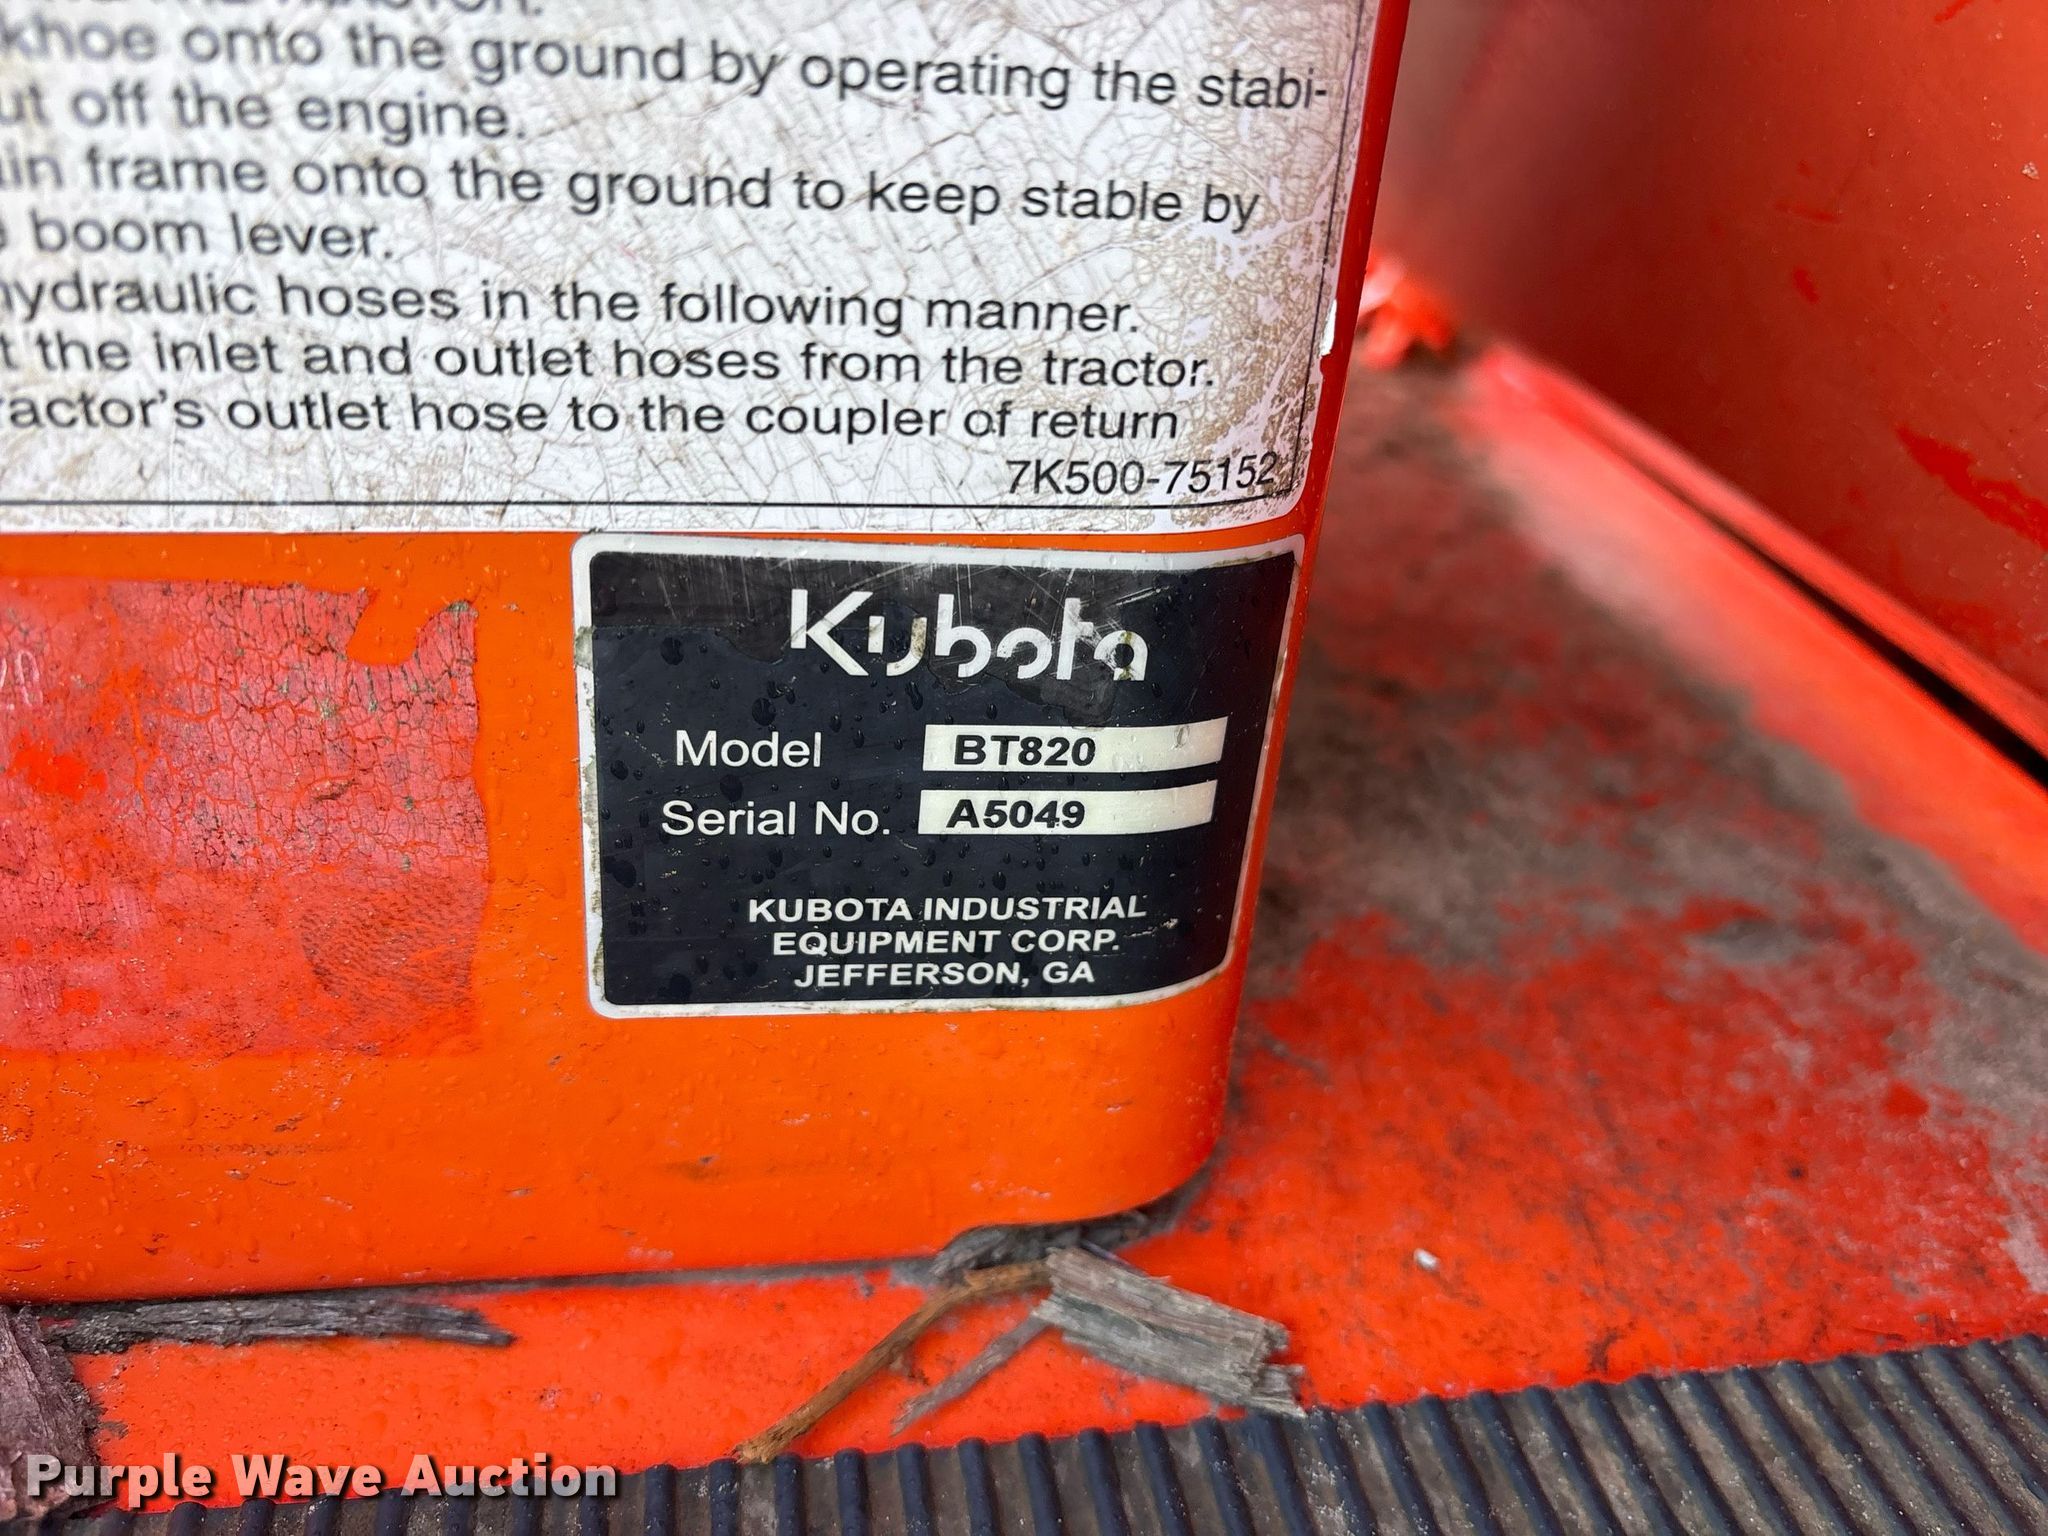 khoe onto the ground by operating the stabi-
ut off the engine.
in frame onto the ground to keep stable by
boom lever.
ydraulic hoses in the following manner.
t the inlet and outlet hoses from the tractor.
ractor's outlet hose to the coupler of return
7K500-75152
Kubota
Model BT820
Serial No. A5049
KUBOTA INDUSTRIAL
EQUIPMENT CORP.
JEFFERSON, GA
Purple Wave Auction